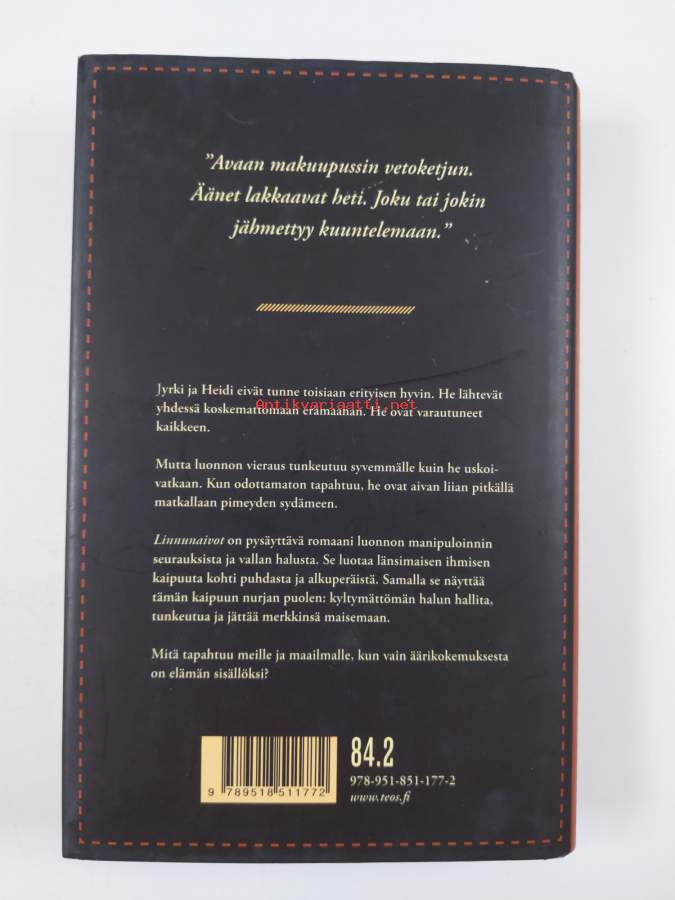 ”Avaan makuupussin vetoketjun.
Äänet lakkaavat heti. Joku tai jokin
jähmettyy kuuntelemaan.”
Jyrki ja Heidi eivät tunne toisiaan erityisen hyvin. He lähtevät
yhdessä koskemattomaan erämaahan. He ovat varautuneet
Antikvariaatti.net
kaikkeen.
Mutta luonnon vieraus tunkeutuu syvemmälle kuin he uskoi-
vatkaan. Kun odottamaton tapahtuu, he ovat aivan liian pitkällä
matkallaan pimeyden sydämeen.
Linnunaivot on pysäyttävä romaani luonnon manipuloinnin
seurauksista ja vallan halusta. Se luotaa länsimaisen ihmisen
kaipuuta kohti puhdasta ja alkuperäistä. Samalla se näyttää
tämän kaipuun nurjan puolen: kyltymättömän halun hallita,
tunkeutua ja jättää merkkinsä maisemaan.
Mitä tapahtuu meille ja maailmalle, kun vain äärikokemuksesta
on elämän sisällöksi?
84.2
978-951-851-177-2
www.teos.fi
9 789518 511772